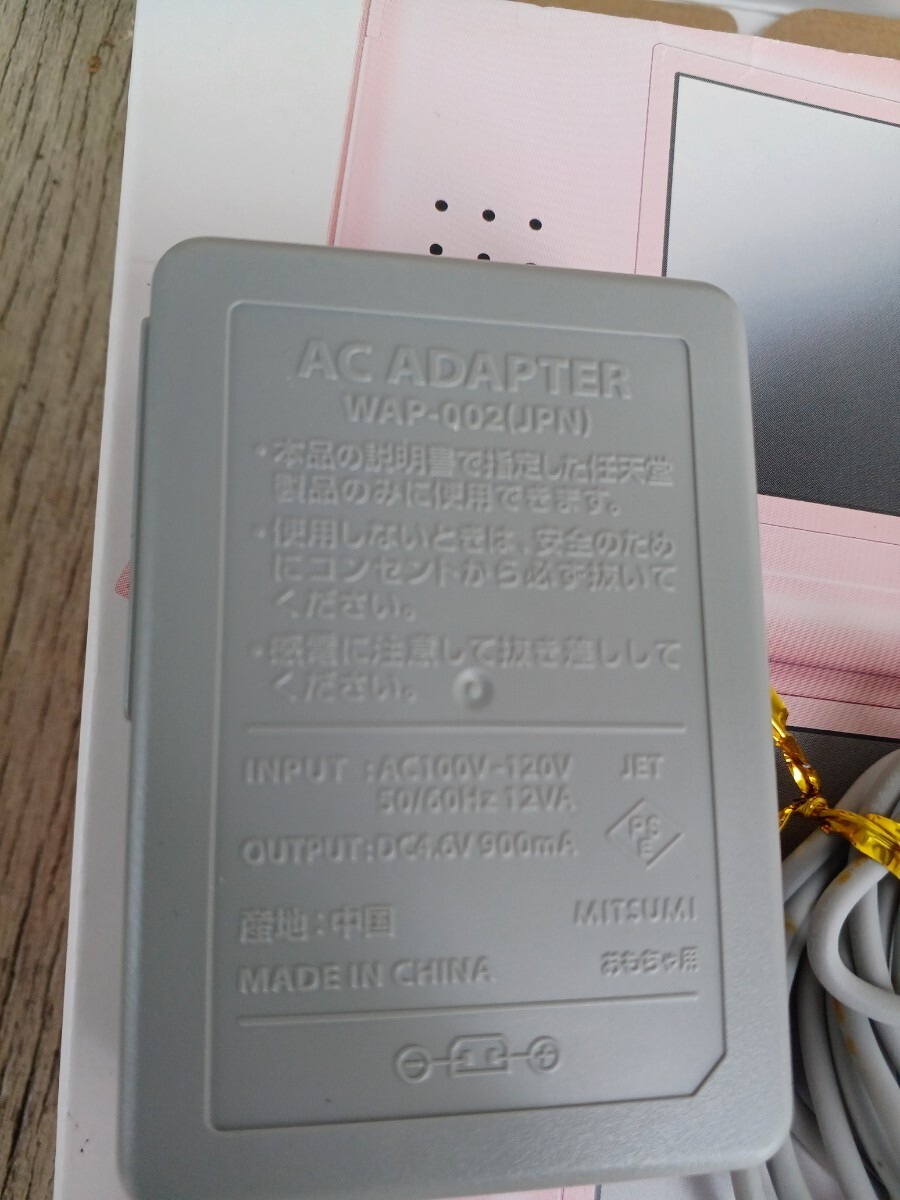 AC ADAPTER
WAP-002(JPN)
・本品の説明書で指定した任天堂
製品のみに使用できます。
・使用しないときは、安全のため
にコンセントから必ず抜いて
ください。
・感電に注意して抜き差しして
ください。
INPUT :AC100V-120V
50/60Hz 12VA
JET
PS
E
OUTPUT:DC4.6V 900mA
産地:中国
MITSUMI
MADE IN CHINA
おもちゃ用